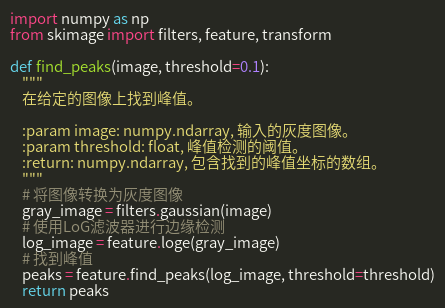 import numpy as np
from skimage import filters, feature, transform
def find_peaks(image, threshold=0.1):
"""
在给定的图像上找到峰值。
:param image: numpy.ndarray, 输入的灰度图像。
:param threshold: float, 峰值检测的阈值。
:return: numpy.ndarray, 包含找到的峰值坐标的数组。
"""
# 将图像转换为灰度图像
gray_image = filters.gaussian(image)
# 使用LoG滤波器进行边缘检测
log_image = feature.loge(gray_image)
# 找到峰值
peaks = feature.find_peaks(log_image, threshold=threshold)
return peaks